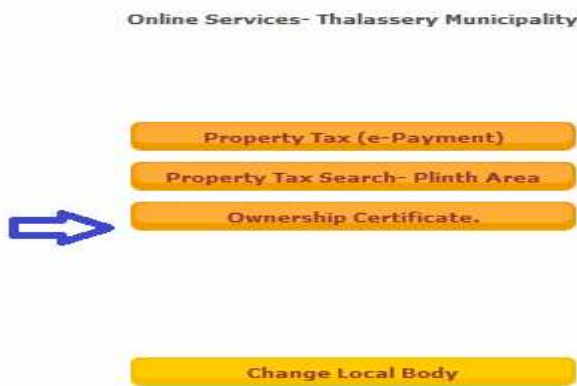 Online Services- Thalassery Municipality
Property Tax (e-Payment)
Property Tax Search- Plinth Area
Ownership Certificate.
Change Local Body